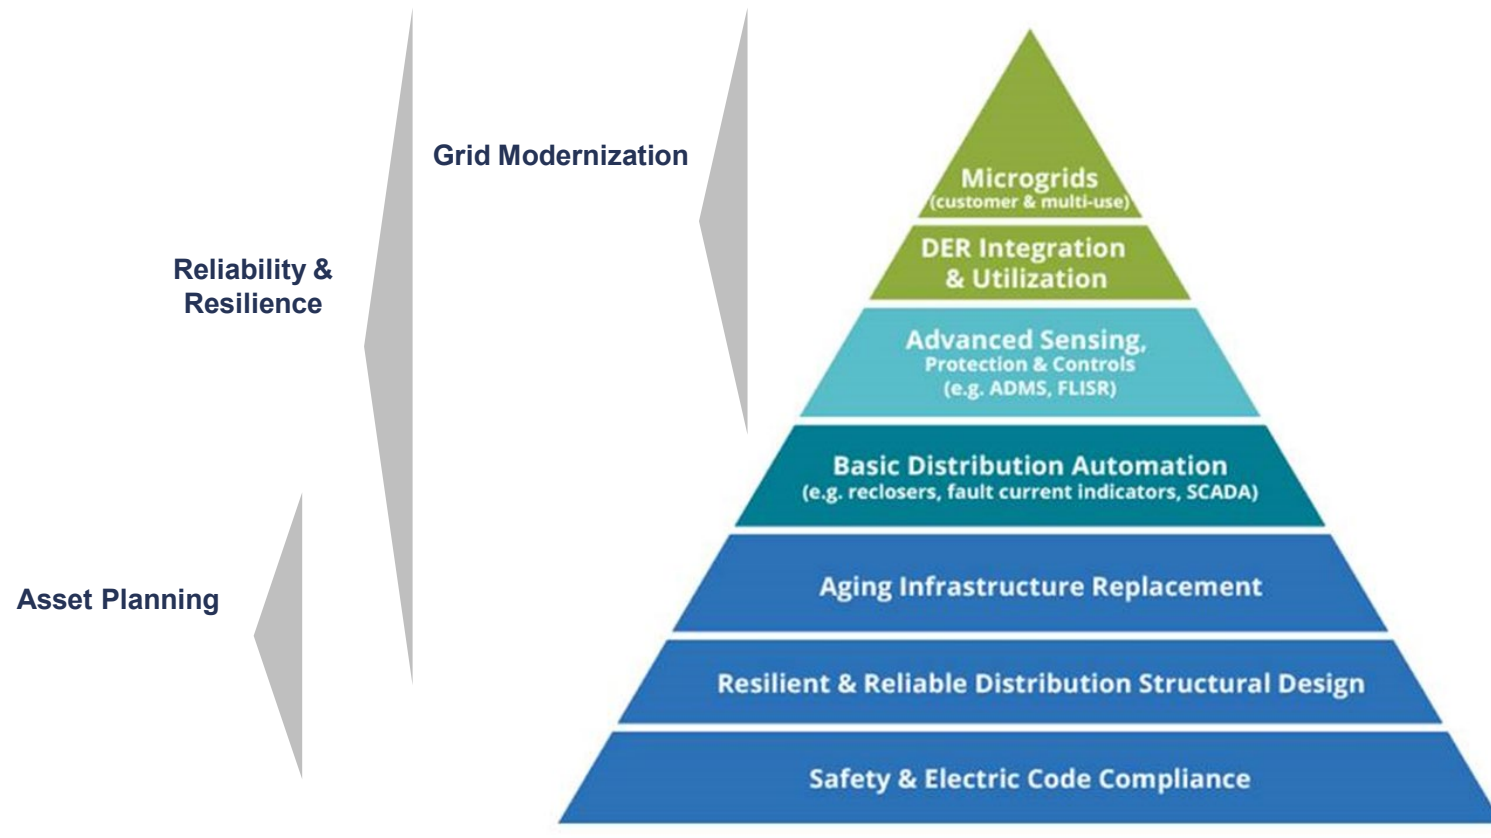 Grid Modernization
Reliability &
Resilience
Asset Planning
Microgrids
(customer & multi-use)
DER Integration
& Utilization
Advanced Sensing,
Protection & Controls
(e.g. ADMS, FLISR)
Basic Distribution Automation
(e.g. reclosers, fault current indicators, SCADA)
Aging Infrastructure Replacement
Resilient & Reliable Distribution Structural Design
Safety & Electric Code Compliance